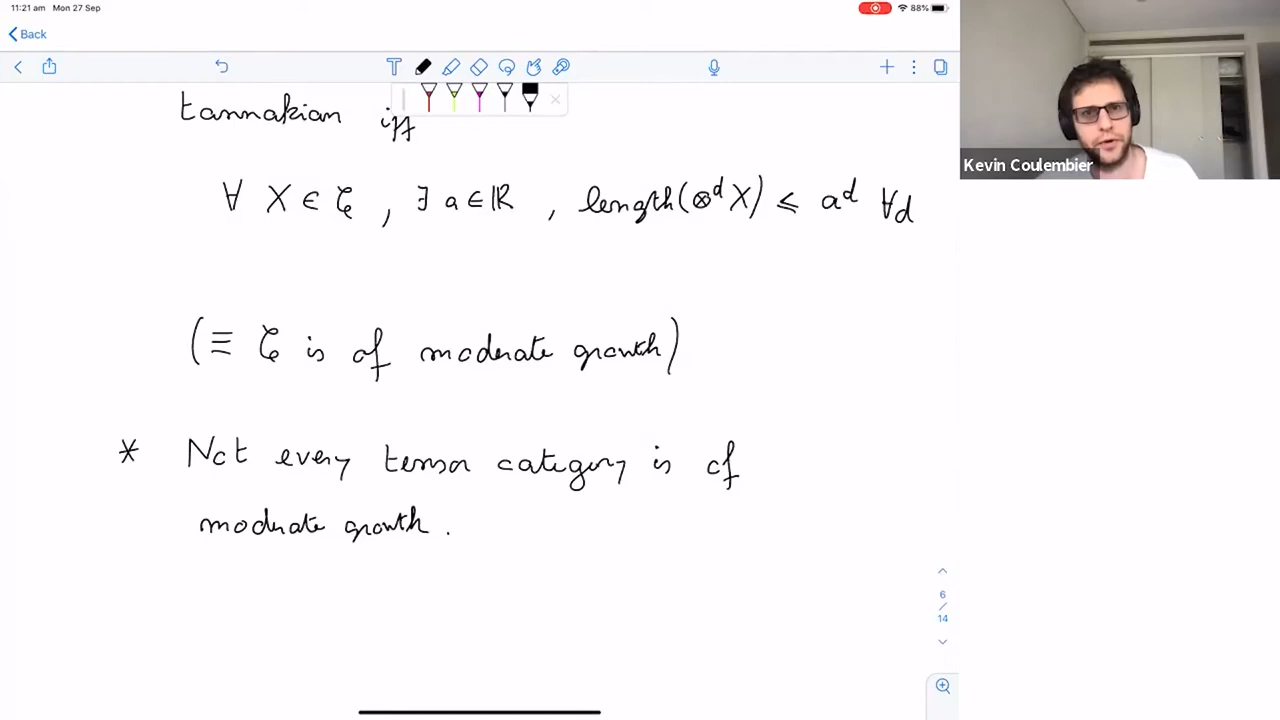 11:21 am Mon 27 Sep
88%
Back
T
tannakian iff
∀ X ∈ C , ∃ a ∈ ℝ , length(⊗^d X) ≤ a^d ∀d
(≡ C is of moderate growth)
* Not every tensor category is of
moderate growth .
6
/
14
Kevin Coulembier